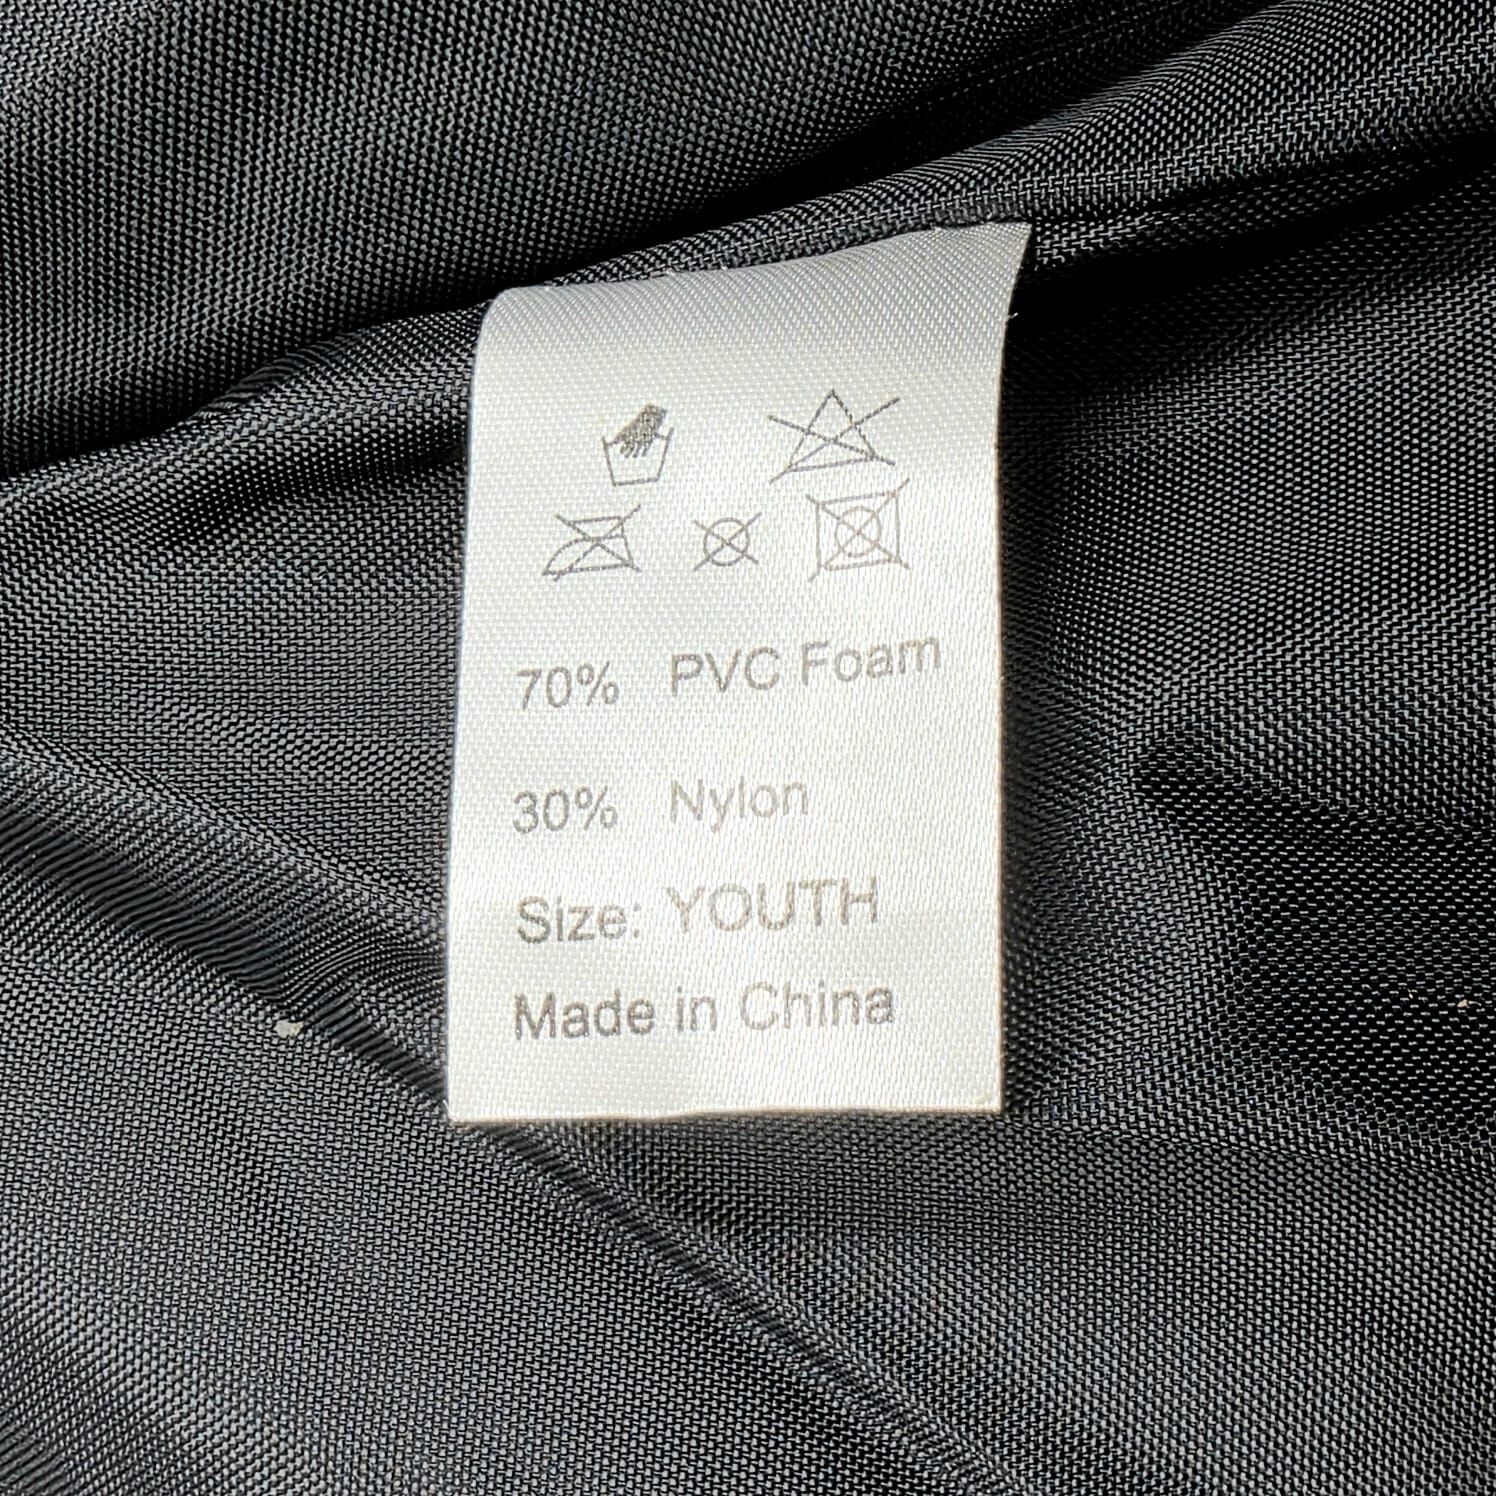 70% PVC Foam
30% Nylon
Size: YOUTH
Made in China